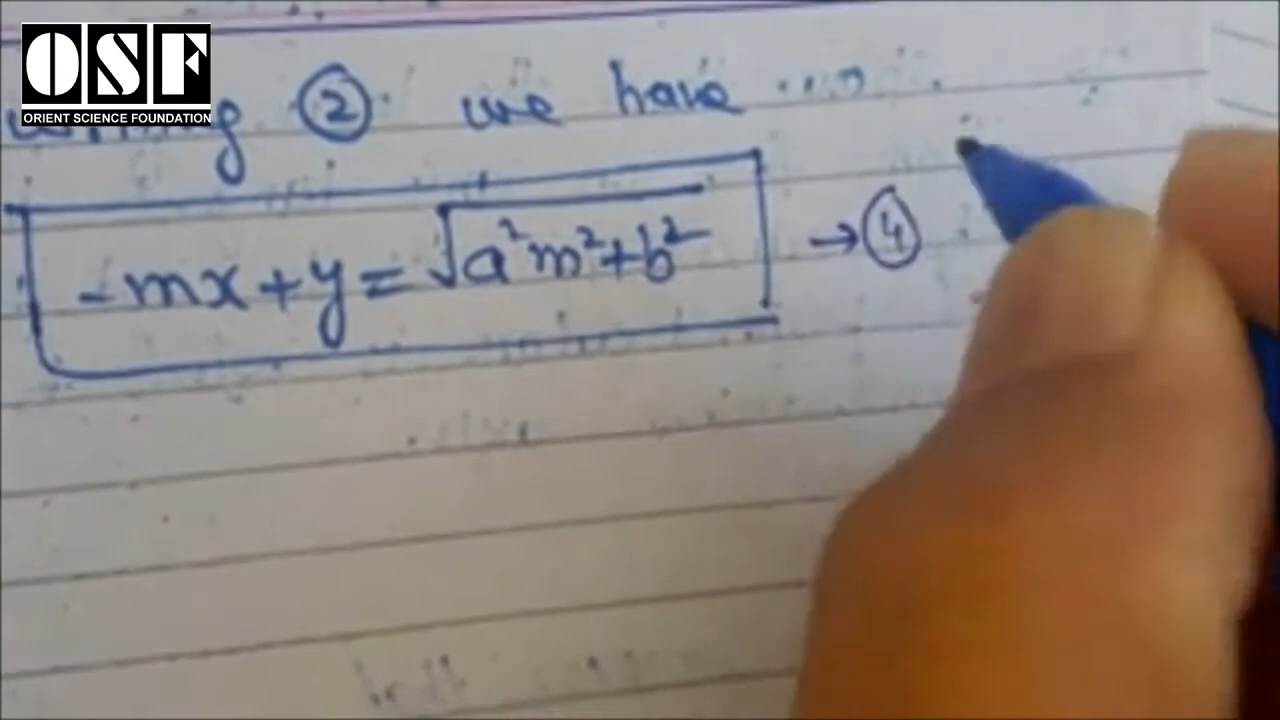 OSF
ORIENT SCIENCE FOUNDATION
② we have
-mx+y=√a²m²+b² →④